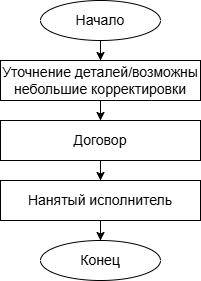 Начало
Уточнение деталей/возможны
небольшие корректировки
Договор
Нанятый исполнитель
Конец